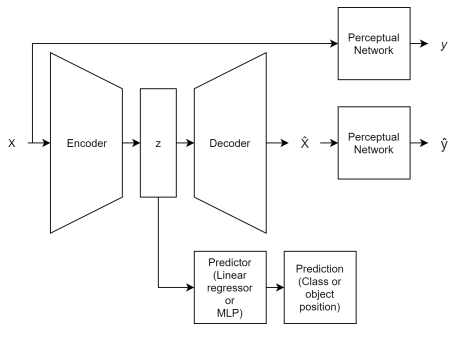 Perceptual
Network
y
X
Encoder
z
Decoder
X̂
Perceptual
Network
ŷ
Predictor
(Linear
regressor
or
MLP)
Prediction
(Class or
object
position)